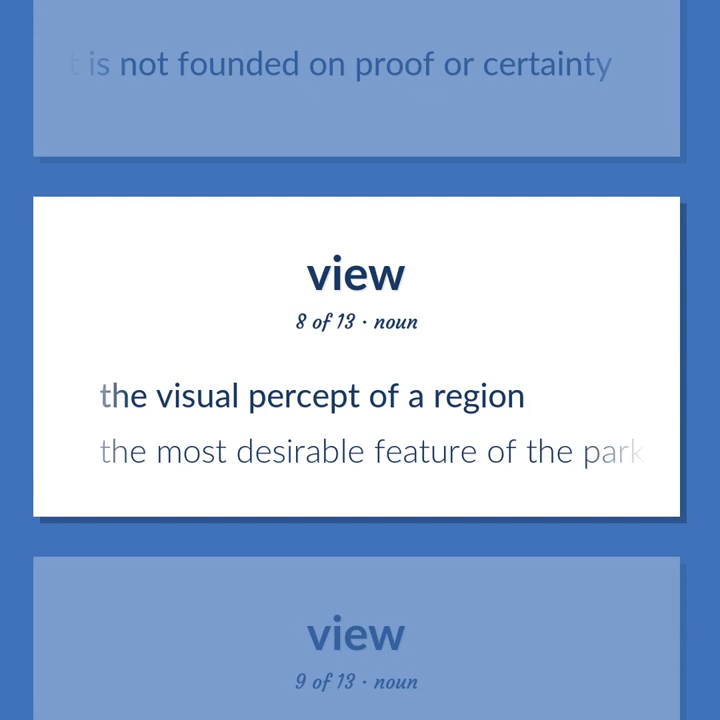 is not founded on proof or certainty
view
8 of 13 · noun
the visual percept of a region
the most desirable feature of the park
view
9 of 13 · noun